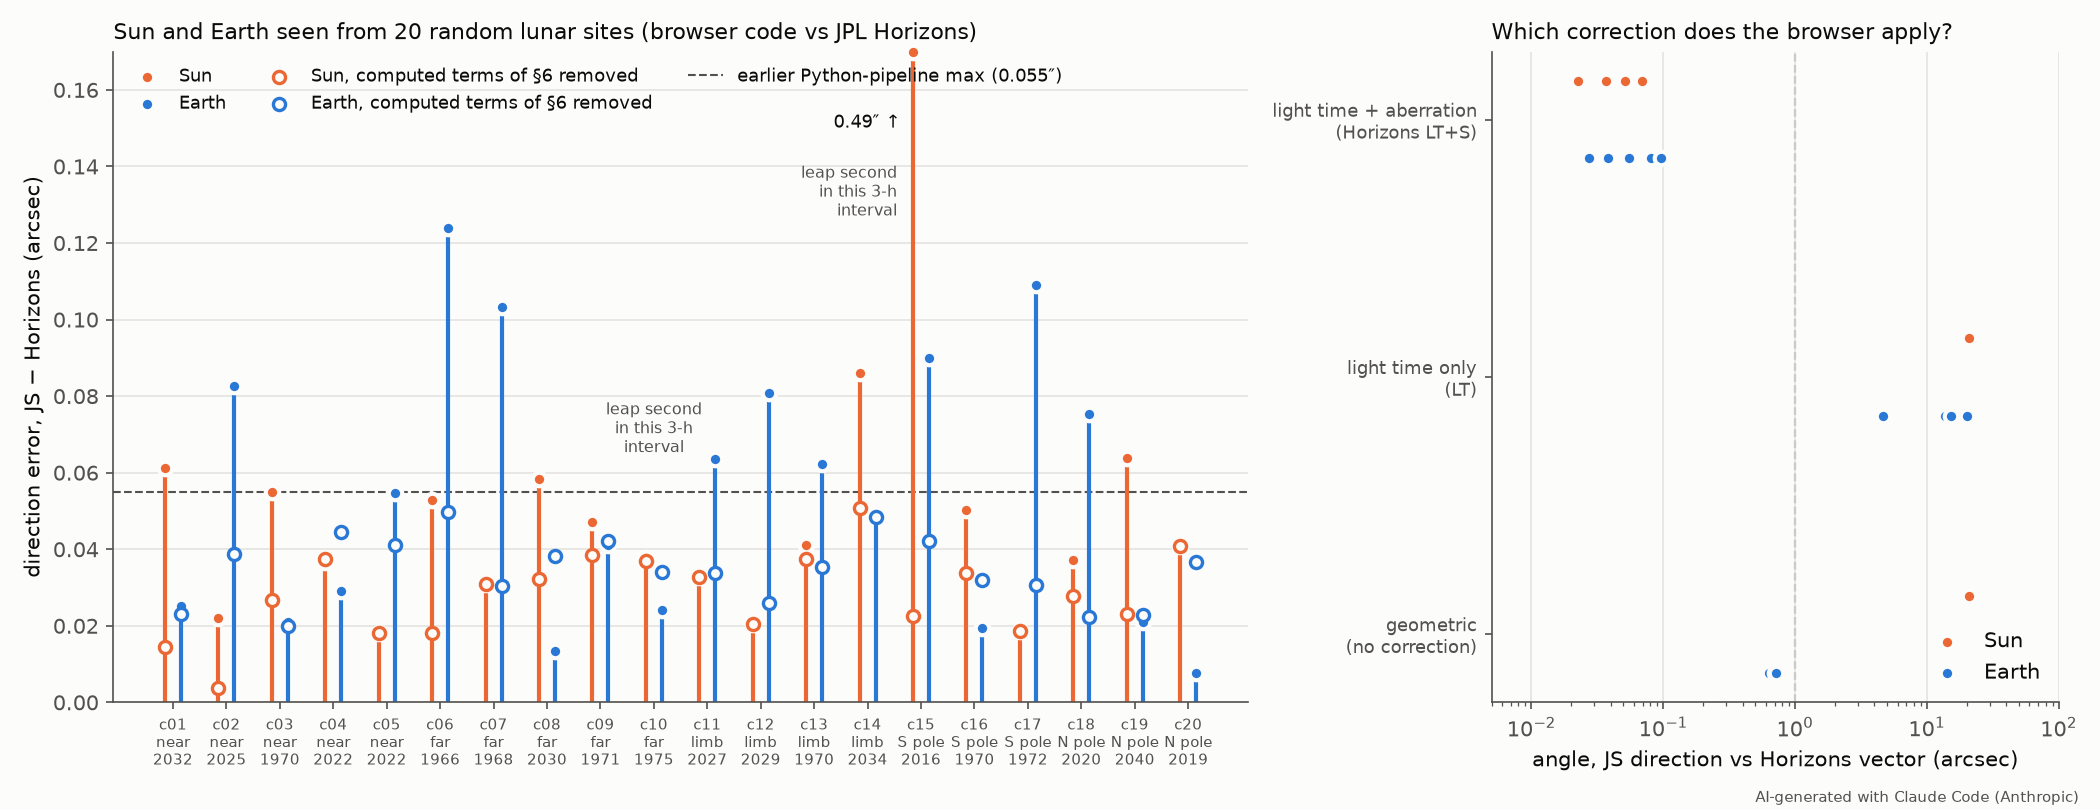 Sun and Earth seen from 20 random lunar sites (browser code vs JPL Horizons)
direction error, JS − Horizons (arcsec)
Sun
Earth
Sun, computed terms of §6 removed
Earth, computed terms of §6 removed
earlier Python-pipeline max (0.055″)
0.16
0.14
0.12
0.10
0.08
0.06
0.04
0.02
0.00
0.49″ ↑
leap second
in this 3-h
interval
leap second
in this 3-h
interval
c01 c02 c03 c04 c05 c06 c07 c08 c09 c10 c11 c12 c13 c14 c15 c16 c17 c18 c19 c20
near near near near near far far far far far limb limb limb limb S pole S pole S pole N pole N pole N pole
2032 2025 1970 2022 2022 1966 1968 2030 1971 1975 2027 2029 1970 2034 2016 1970 1972 2020 2040 2019
Which correction does the browser apply?
light time + aberration
(Horizons LT+S)
light time only
(LT)
geometric
(no correction)
Sun
Earth
10⁻² 10⁻¹ 10⁰ 10¹ 10²
angle, JS direction vs Horizons vector (arcsec)
AI-generated with Claude Code (Anthropic)